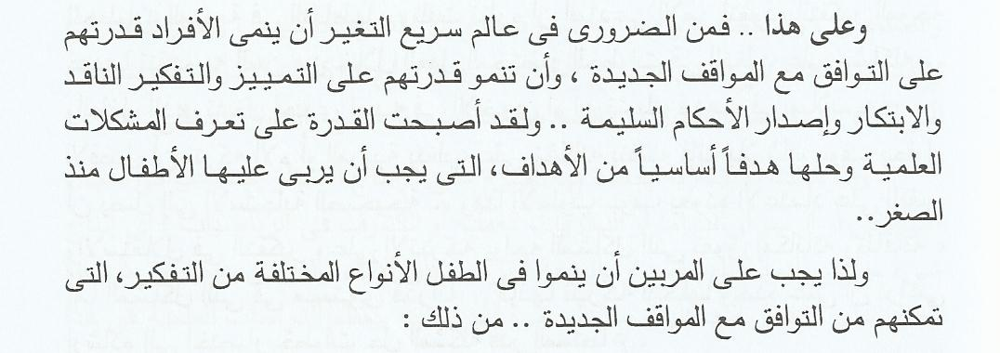 وعلى هذا .. فمن الضرورى فى عالم سريع التغير أن ينمى الأفراد قدرتهم
على التوافق مع المواقف الجديدة ، وأن تنمو قدرتهم على التمييز والتفكير الناقد
والابتكار وإصدار الأحكام السليمة .. ولقد أصبحت القدرة على تعرف المشكلات
العلمية وحلها هدفاً أساسياً من الأهداف، التى يجب أن يربى عليها الأطفال منذ
الصغر..
ولذا يجب على المربين أن ينموا فى الطفل الأنواع المختلفة من التفكير، التى
تمكنهم من التوافق مع المواقف الجديدة .. من ذلك :